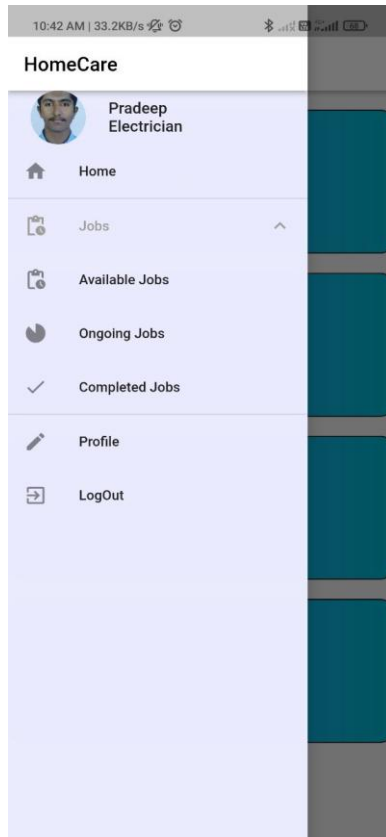 10:42 AM | 33.2KB/s
HomeCare
Pradeep
Electrician
Home
Jobs
Available Jobs
Ongoing Jobs
Completed Jobs
Profile
LogOut